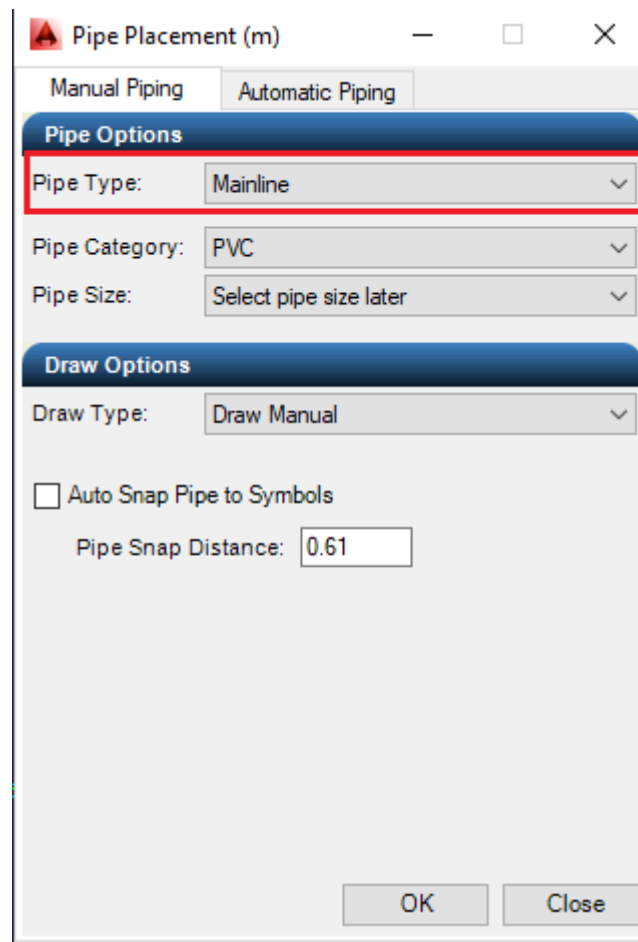 Pipe Placement (m)
Manual Piping Automatic Piping
Pipe Options
Pipe Type: Mainline
Pipe Category: PVC
Pipe Size: Select pipe size later
Draw Options
Draw Type: Draw Manual
Auto Snap Pipe to Symbols
Pipe Snap Distance: 0.61
OK Close